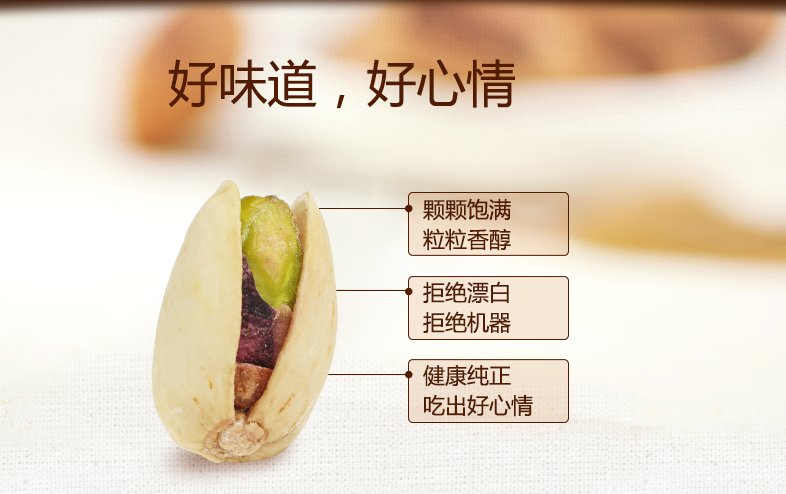 好味道，好心情
颗颗饱满
粒粒香醇
拒绝漂白
拒绝机器
健康纯正
吃出好心情